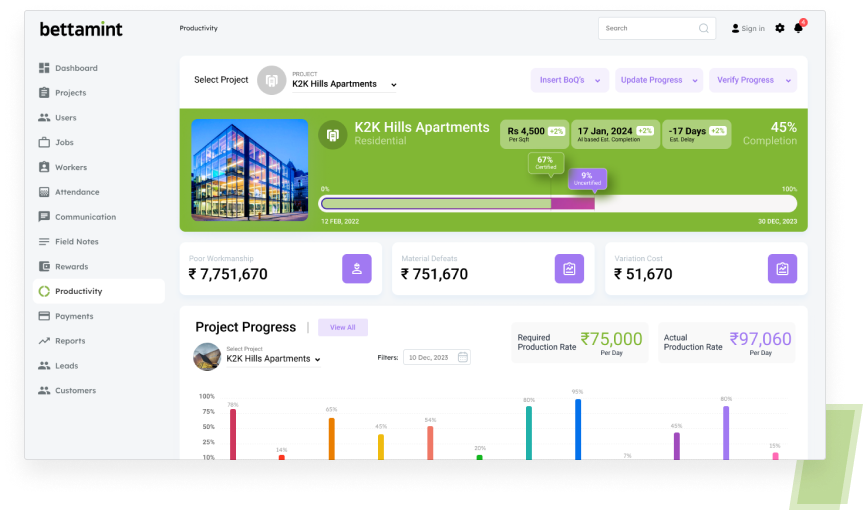 bettamint
Productivity
Search
Sign in
4
Dashboard
Projects
Users
Jobs
Workers
Attendance
Communication
Field Notes
Rewards
Productivity
Payments
Reports
Leads
Customers
Select Project
PROJECT
K2K Hills Apartments
Insert BoQ's
Update Progress
Verify Progress
K2K Hills Apartments
Residential
Rs 4,500 +2%
Per Sqft
17 Jan, 2024 +2%
AI based Est. Completion
-17 Days +2%
Est. Delay
45%
Completion
67%
Certified
9%
Uncertified
0%
100%
12 FEB, 2022
30 DEC, 2023
Poor Workmanship
₹ 7,751,670
Material Defeats
₹ 751,670
Variation Cost
₹ 51,670
Project Progress
View All
Select Project
K2K Hills Apartments
Filters:
10 Dec, 2023
Required
Production Rate
₹75,000
Per Day
Actual
Production Rate
₹97,060
Per Day
100%
75%
50%
25%
10%
78%
14%
65%
45%
54%
20%
80%
95%
7%
45%
80%
15%